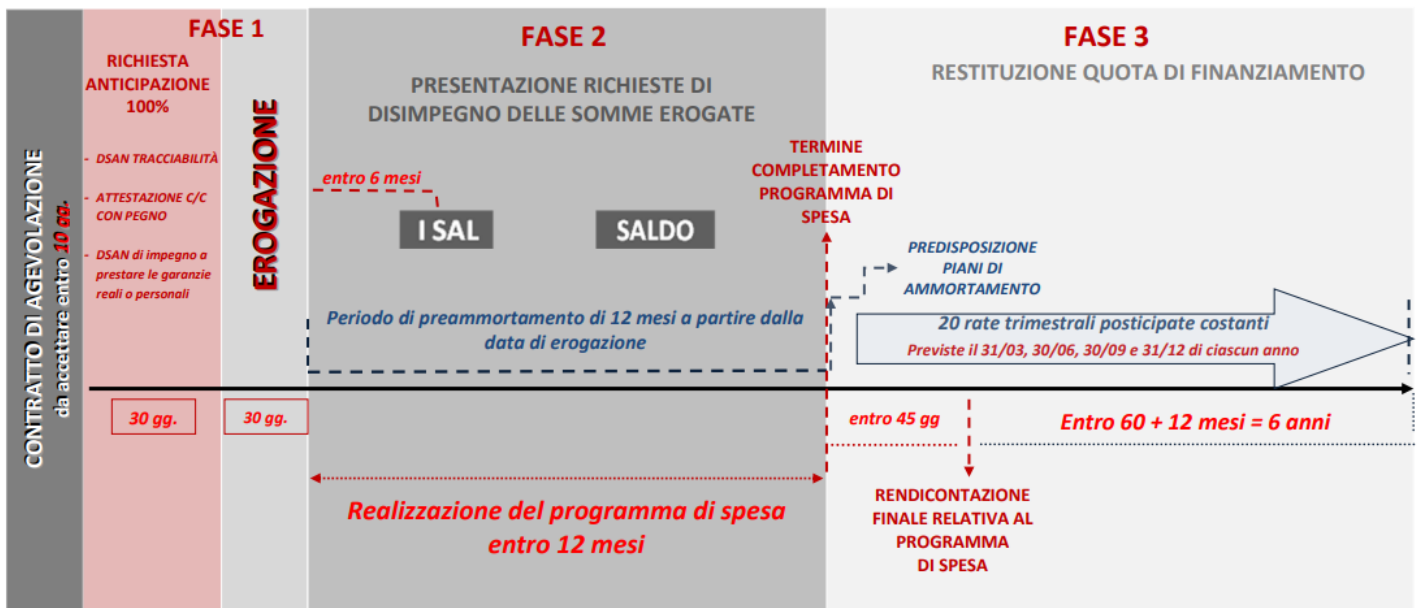 CONTRATTO DI AGEVOLAZIONE
da accettare entro 10 gg.
FASE 1
RICHIESTA
ANTICIPAZIONE
100%
- DSAN TRACCIABILITÀ
- ATTESTAZIONE C/C
CON PEGNO
- DSAN di impegno a
prestare le garanzie
reali o personali
EROGAZIONE
30 gg.
30 gg.
FASE 2
PRESENTAZIONE RICHIESTE DI
DISIMPEGNO DELLE SOMME EROGATE
entro 6 mesi
I SAL
SALDO
Periodo di preammortamento di 12 mesi a partire dalla
data di erogazione
Realizzazione del programma di spesa
entro 12 mesi
FASE 3
RESTITUZIONE QUOTA DI FINANZIAMENTO
TERMINE
COMPLETAMENTO
PROGRAMMA DI
SPESA
PREDISPOSIZIONE
PIANI DI
AMMORTAMENTO
20 rate trimestrali posticipate costanti
Previste il 31/03, 30/06, 30/09 e 31/12 di ciascun anno
entro 45 gg
Entro 60 + 12 mesi = 6 anni
RENDICONTAZIONE
FINALE RELATIVA AL
PROGRAMMA
DI SPESA